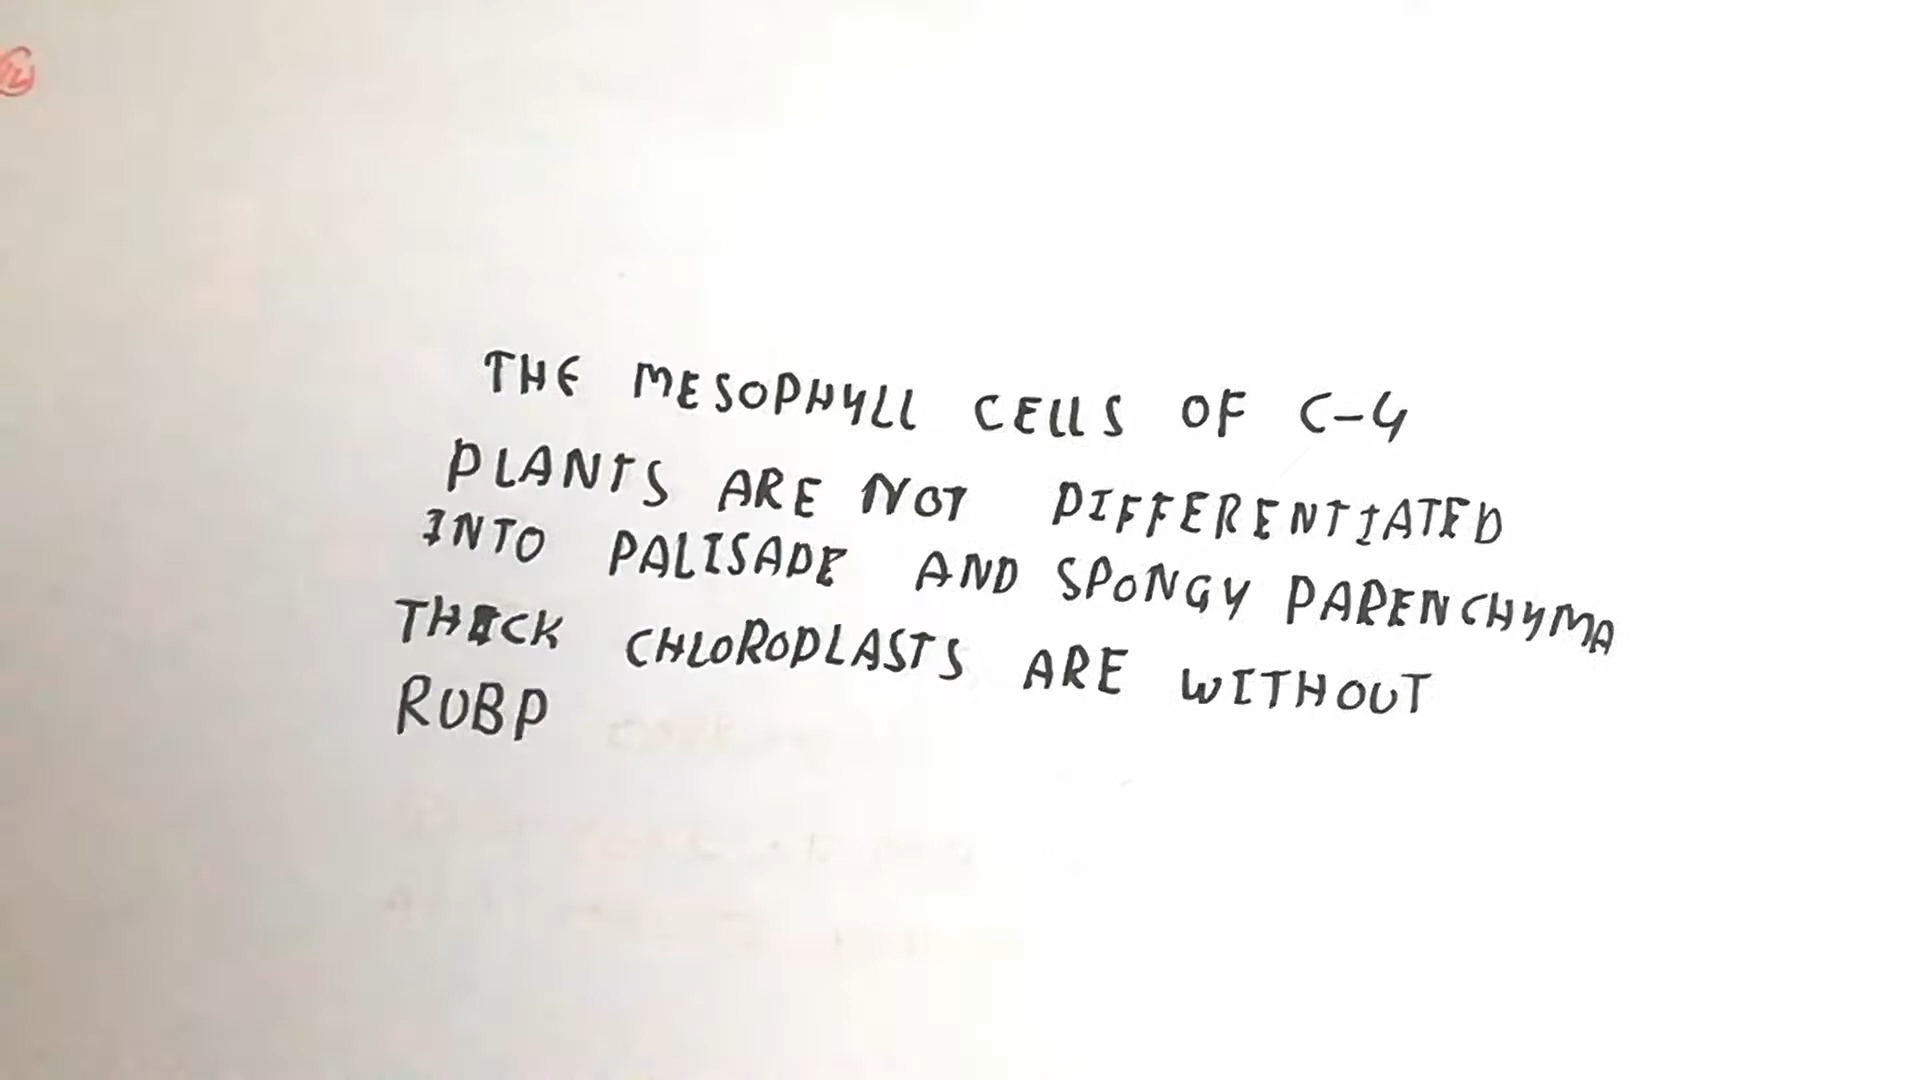 THE MESOPHYLL CELLS OF C-4
PLANTS ARE NOT DIFFERENTIATED
INTO PALISADE AND SPONGY PARENCHYMA
THICK CHLOROPLASTS ARE WITHOUT
RUBP